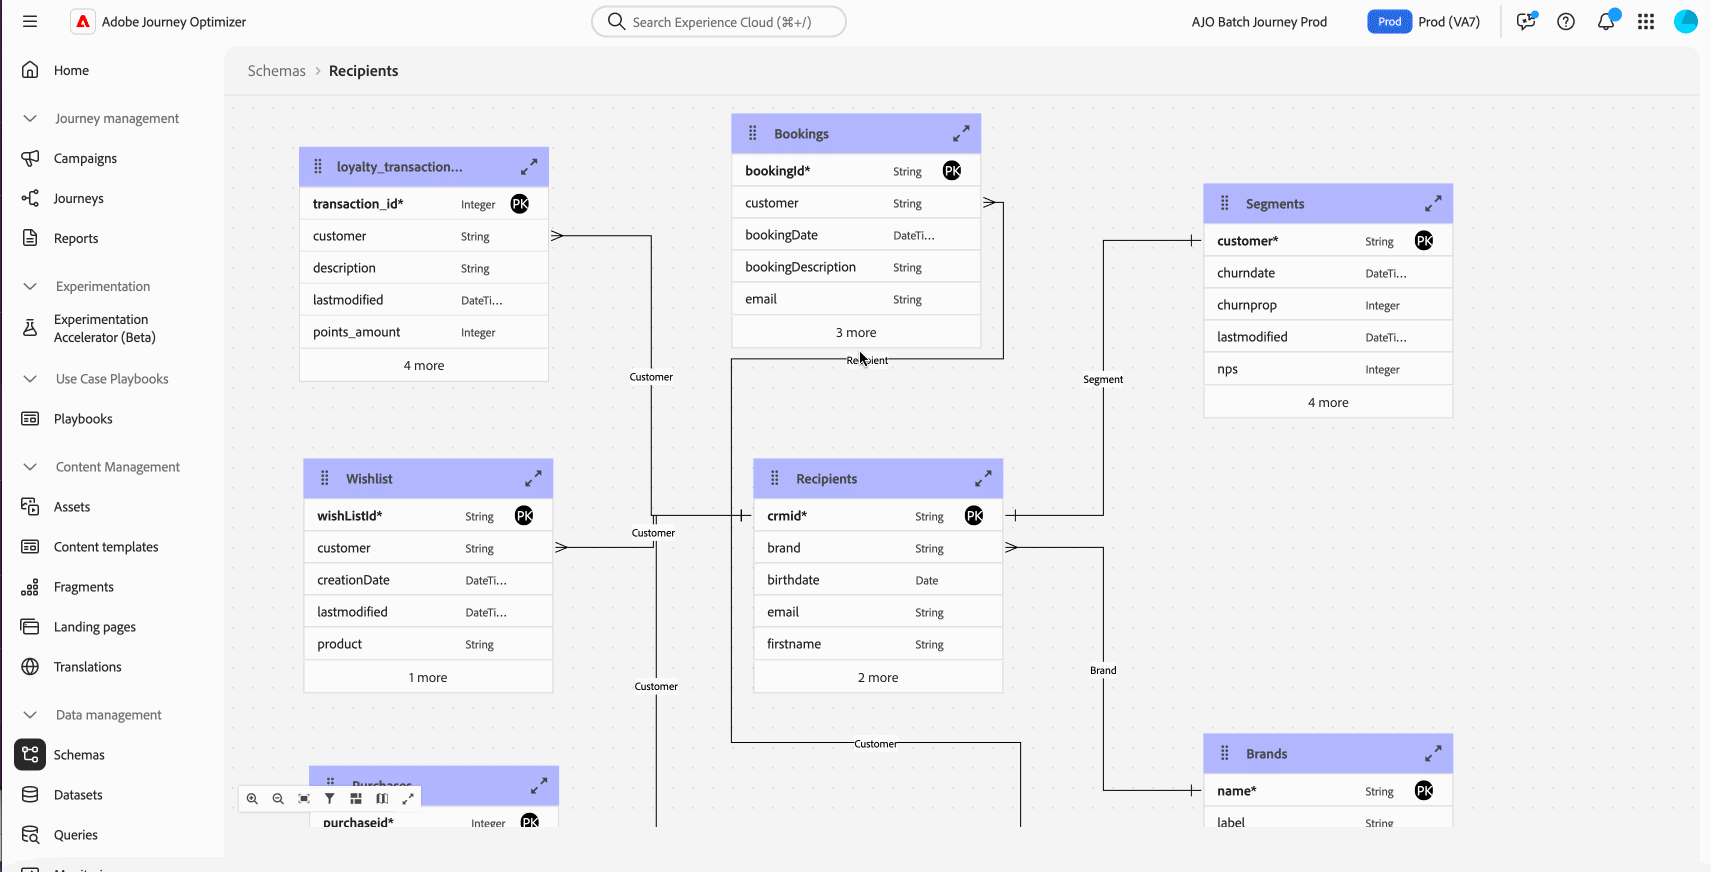 Adobe Journey Optimizer
Search Experience Cloud (⌘+/)
AJO Batch Journey Prod
Prod
Prod (VA7)
Home
Journey management
Campaigns
Journeys
Reports
Experimentation
Experimentation
Accelerator (Beta)
Use Case Playbooks
Playbooks
Content Management
Assets
Content templates
Fragments
Landing pages
Translations
Data management
Schemas
Datasets
Queries
Schemas > Recipients
loyalty_transaction...
transaction_id* Integer PK
customer String
description String
lastmodified DateTi...
points_amount Integer
4 more
Bookings
bookingId* String PK
customer String
bookingDate DateTi...
bookingDescription String
email String
3 more
Recipient
Segments
customer* String PK
churndate DateTi...
churnprop Integer
lastmodified DateTi...
nps Integer
4 more
Customer
Segment
Wishlist
wishListId* String PK
customer String
creationDate DateTi...
lastmodified DateTi...
product String
1 more
Customer
Customer
Recipients
crmid* String PK
brand String
birthdate Date
email String
firstname String
2 more
Brand
Customer
Purchases
purchaseid* Integer PK
Brands
name* String PK
label String